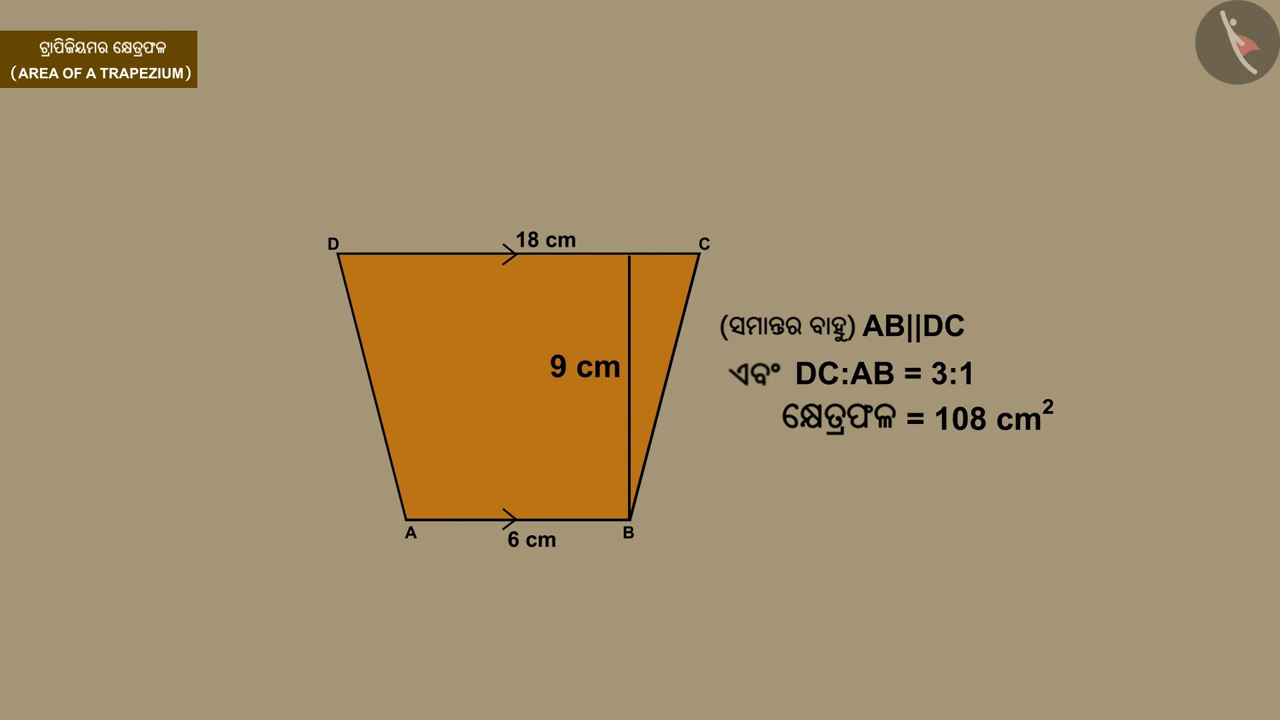 ଟ୍ରାପିଜିୟମର କ୍ଷେତ୍ରଫଳ
(AREA OF A TRAPEZIUM)
D
18 cm
C
(ସମାନ୍ତର ବାହୁ) AB||DC
9 cm
ଏବଂ DC:AB = 3:1
କ୍ଷେତ୍ରଫଳ = 108 cm²
A
6 cm
B